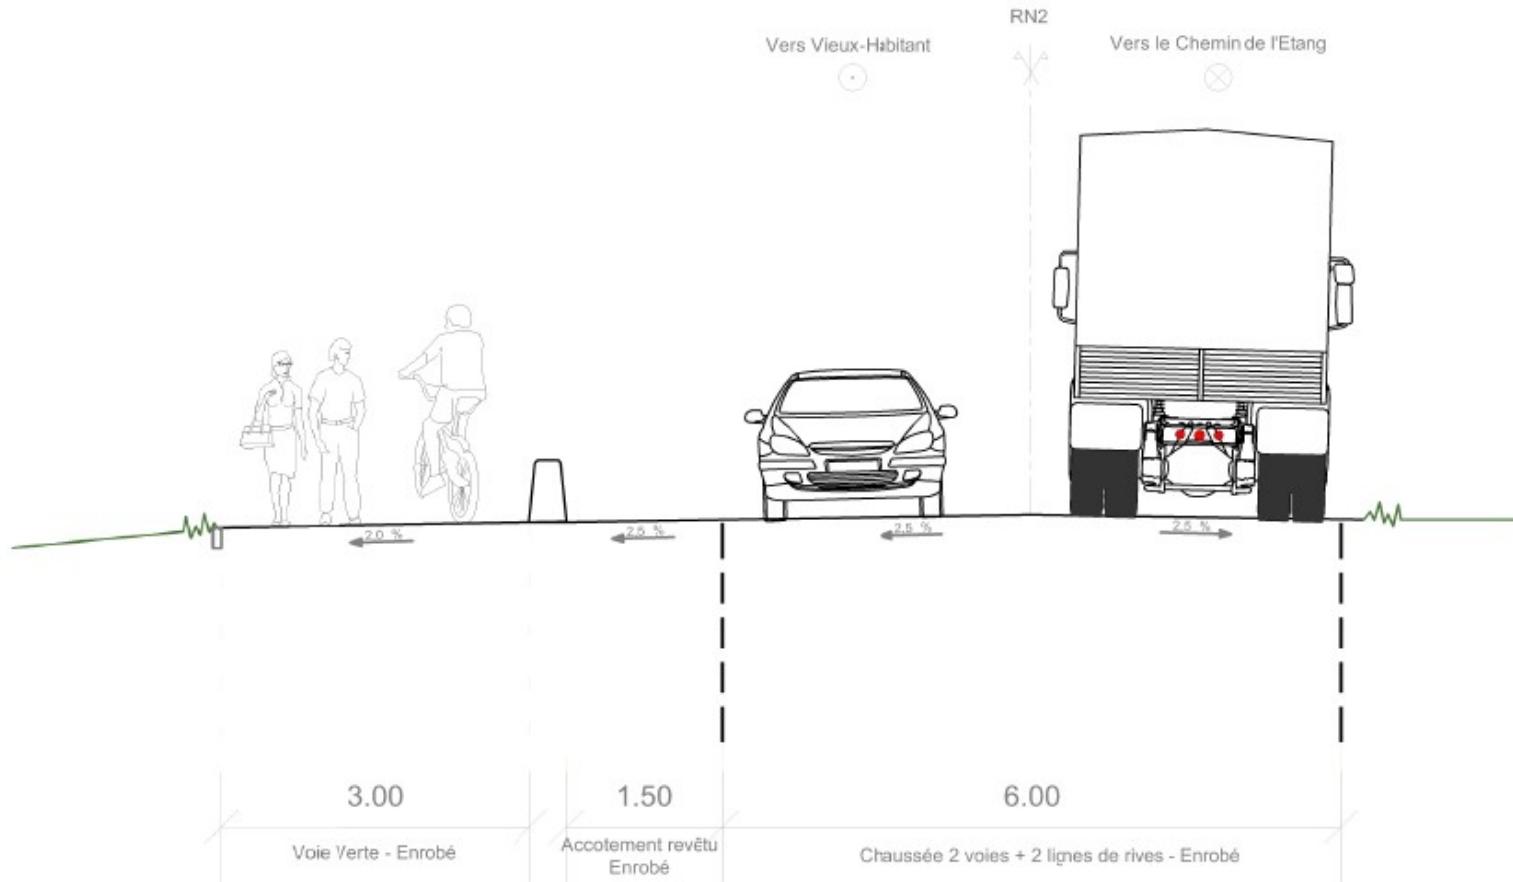 RN2
Vers Vieux-Habitant
Vers le Chemin de l'Etang
2.0 %
2.5 %
2.5 %
2.5 %
3.00
1.50
6.00
Voie Verte - Enrobé
Accotement revêtu
Enrobé
Chaussée 2 voies + 2 lignes de rives - Enrobé